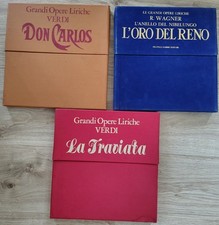 Grandi Opere Liriche
VERDI
DON CARLOS
LE GRANDI OPERE LIRICHE
R. WAGNER
L'ANELLO DEL NIBELUNGO
L'ORO DEL RENO
Grandi Opere Liriche
VERDI
La Traviata